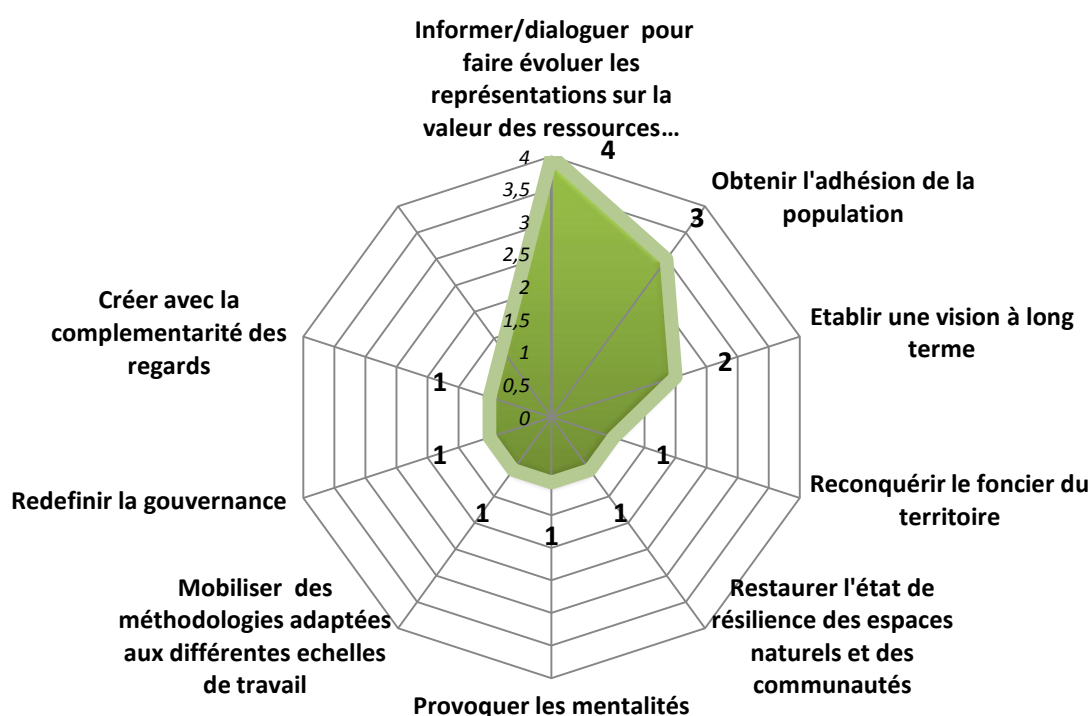 Informer/dialoguer  pour
faire évoluer les
représentations sur la
valeur des ressources…
4
4
3,5
3
2,5
2
1,5
1
0,5
0
Obtenir l'adhésion de la
population
3
Etablir une vision à long
terme
2
Reconquérir le foncier du
territoire
1
Restaurer l'état de
résilience des espaces
naturels et des
communautés
1
Provoquer les mentalités
1
Mobiliser  des
méthodologies adaptées
aux différentes echelles
de travail
1
Redefinir la gouvernance
1
Créer avec la
complementarité des
regards
1